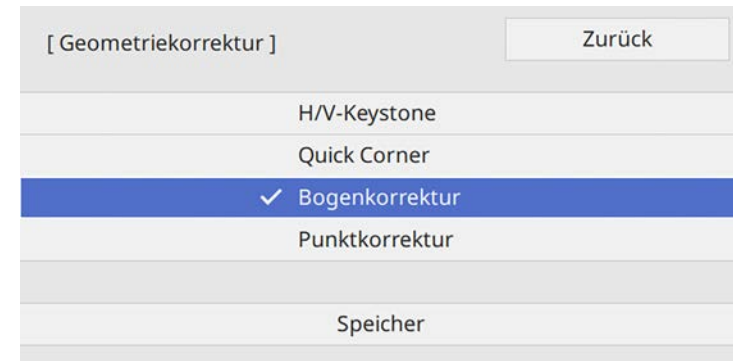 [ Geometriekorrektur ] Zurück
H/V-Keystone
Quick Corner
✓ Bogenkorrektur
Punktkorrektur
Speicher